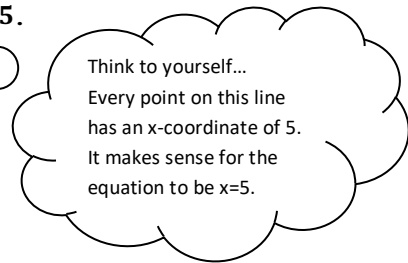 5.
Think to yourself…
Every point on this line
has an x-coordinate of 5.
It makes sense for the
equation to be x=5.